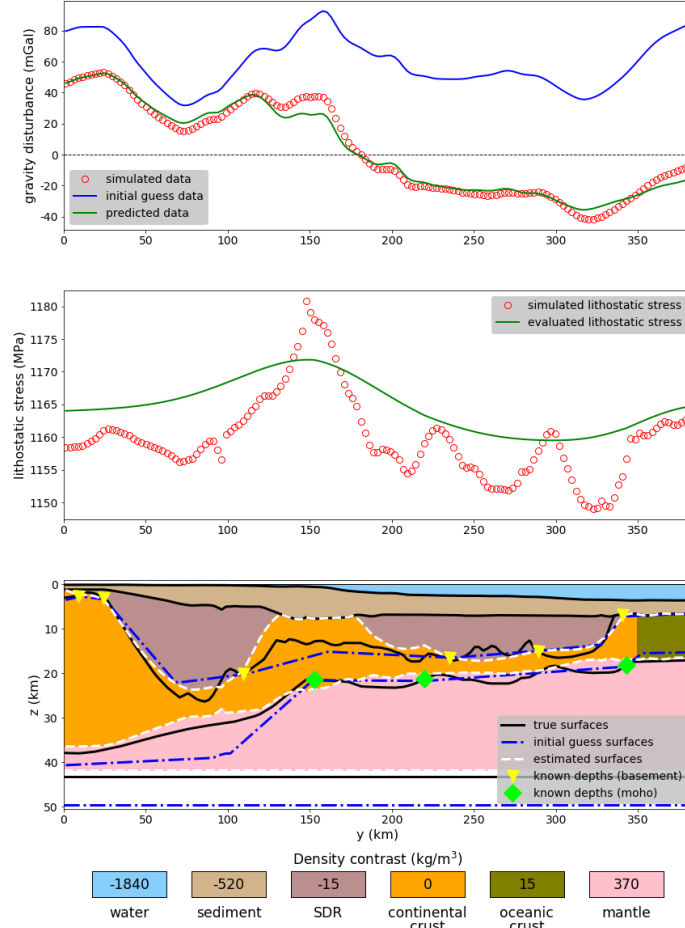 80
60
40
20
0
-20
-40
gravity disturbance (mGal)
simulated data
initial guess data
predicted data
0 50 100 150 200 250 300 350
1180
1175
1170
1165
1160
1155
1150
lithostatic stress (MPa)
simulated lithostatic stress
evaluated lithostatic stress
0 50 100 150 200 250 300 350
0
10
20
30
40
50
z (km)
true surfaces
initial guess surfaces
estimated surfaces
known depths (basement)
known depths (moho)
0 50 100 150 200 250 300 350
y (km)
Density contrast (kg/m³)
-1840 -520 -15 0 15 370
water sediment SDR continental oceanic mantle
crust crust